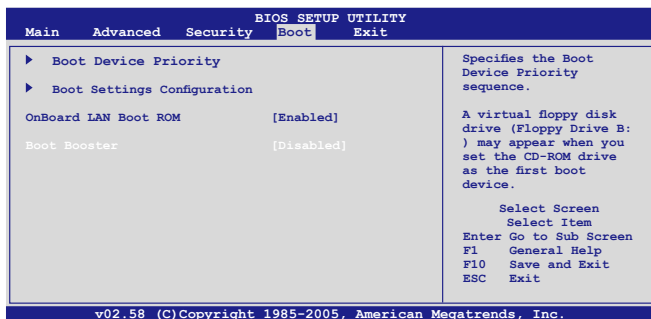 BIOS SETUP UTILITY
Main Advanced Security Boot Exit
Boot Device Priority
Boot Settings Configuration
OnBoard LAN Boot ROM [Enabled]
Boot Booster [Disabled]
Specifies the Boot
Device Priority
sequence.
A virtual floppy disk
drive (Floppy Drive B:
) may appear when you
set the CD-ROM drive
as the first boot
device.
Select Screen
Select Item
Enter Go to Sub Screen
F1 General Help
F10 Save and Exit
ESC Exit
v02.58 (C)Copyright 1985-2005, American Megatrends, Inc.